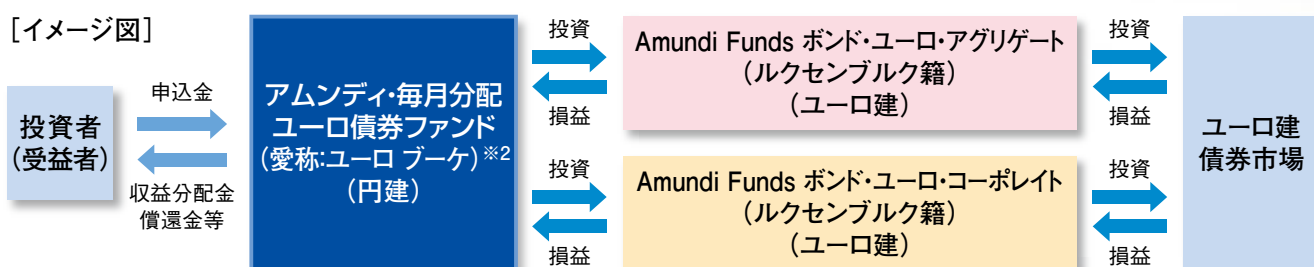 [イメージ図]
投資者
(受益者)
申込金
収益分配金
償還金等
アムンディ・毎月分配
ユーロ債券ファンド
(愛称:ユーロ ブーケ)※2
(円建)
投資
損益
投資
損益
Amundi Funds ボンド・ユーロ・アグリゲート
(ルクセンブルク籍)
(ユーロ建)
Amundi Funds ボンド・ユーロ・コーポレイト
(ルクセンブルク籍)
(ユーロ建)
投資
損益
投資
損益
ユーロ建
債券市場